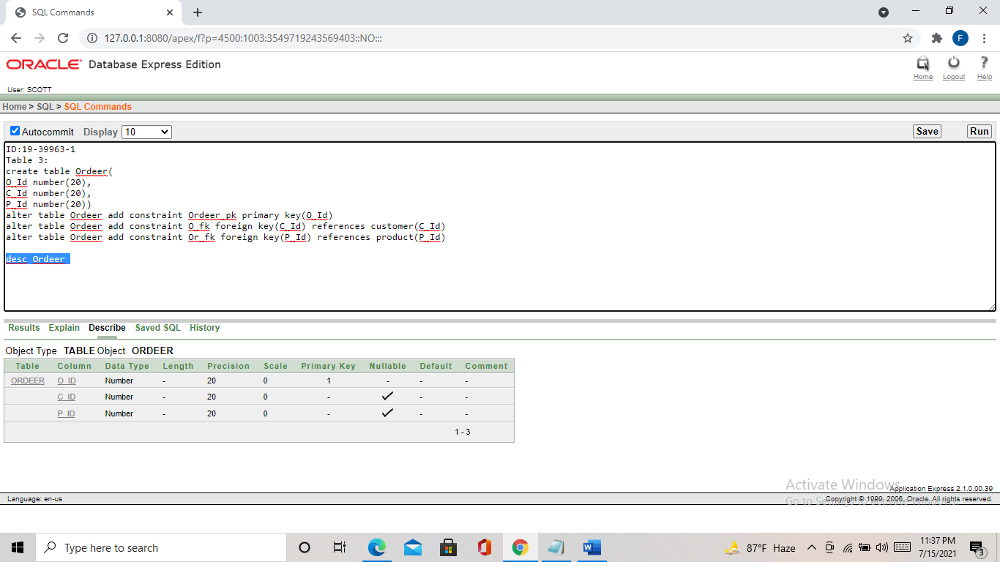 SQL Commands
127.0.0.1:8080/apex/f?p=4500:1003:3549719243569403::NO:::
F
ORACLE Database Express Edition
Home Logout Help
User: SCOTT
Home > SQL > SQL Commands
Autocommit Display 10 Save Run
ID:19-39963-1
Table 3:
create table Ordeer(
O_Id number(20),
C_Id number(20),
P_Id number(20))
alter table Ordeer add constraint Ordeer_pk primary key(O_Id)
alter table Ordeer add constraint O_fk foreign key(C_Id) references customer(C_Id)
alter table Ordeer add constraint Or_fk foreign key(P_Id) references product(P_Id)
desc Ordeer
Results Explain Describe Saved SQL History
Object Type TABLE Object ORDEER
Table Column Data Type Length Precision Scale Primary Key Nullable Default Comment
ORDEER O_ID Number - 20 0 1 - - -
C_ID Number - 20 0 - ✓ - -
P_ID Number - 20 0 - ✓ - -
1 - 3
Activate Windows
Application Express 2.1.0.00.39
Language: en-us
Copyright © 1999, 2006, Oracle. All rights reserved.
Type here to search
87°F Haze
11:37 PM
7/15/2021
3